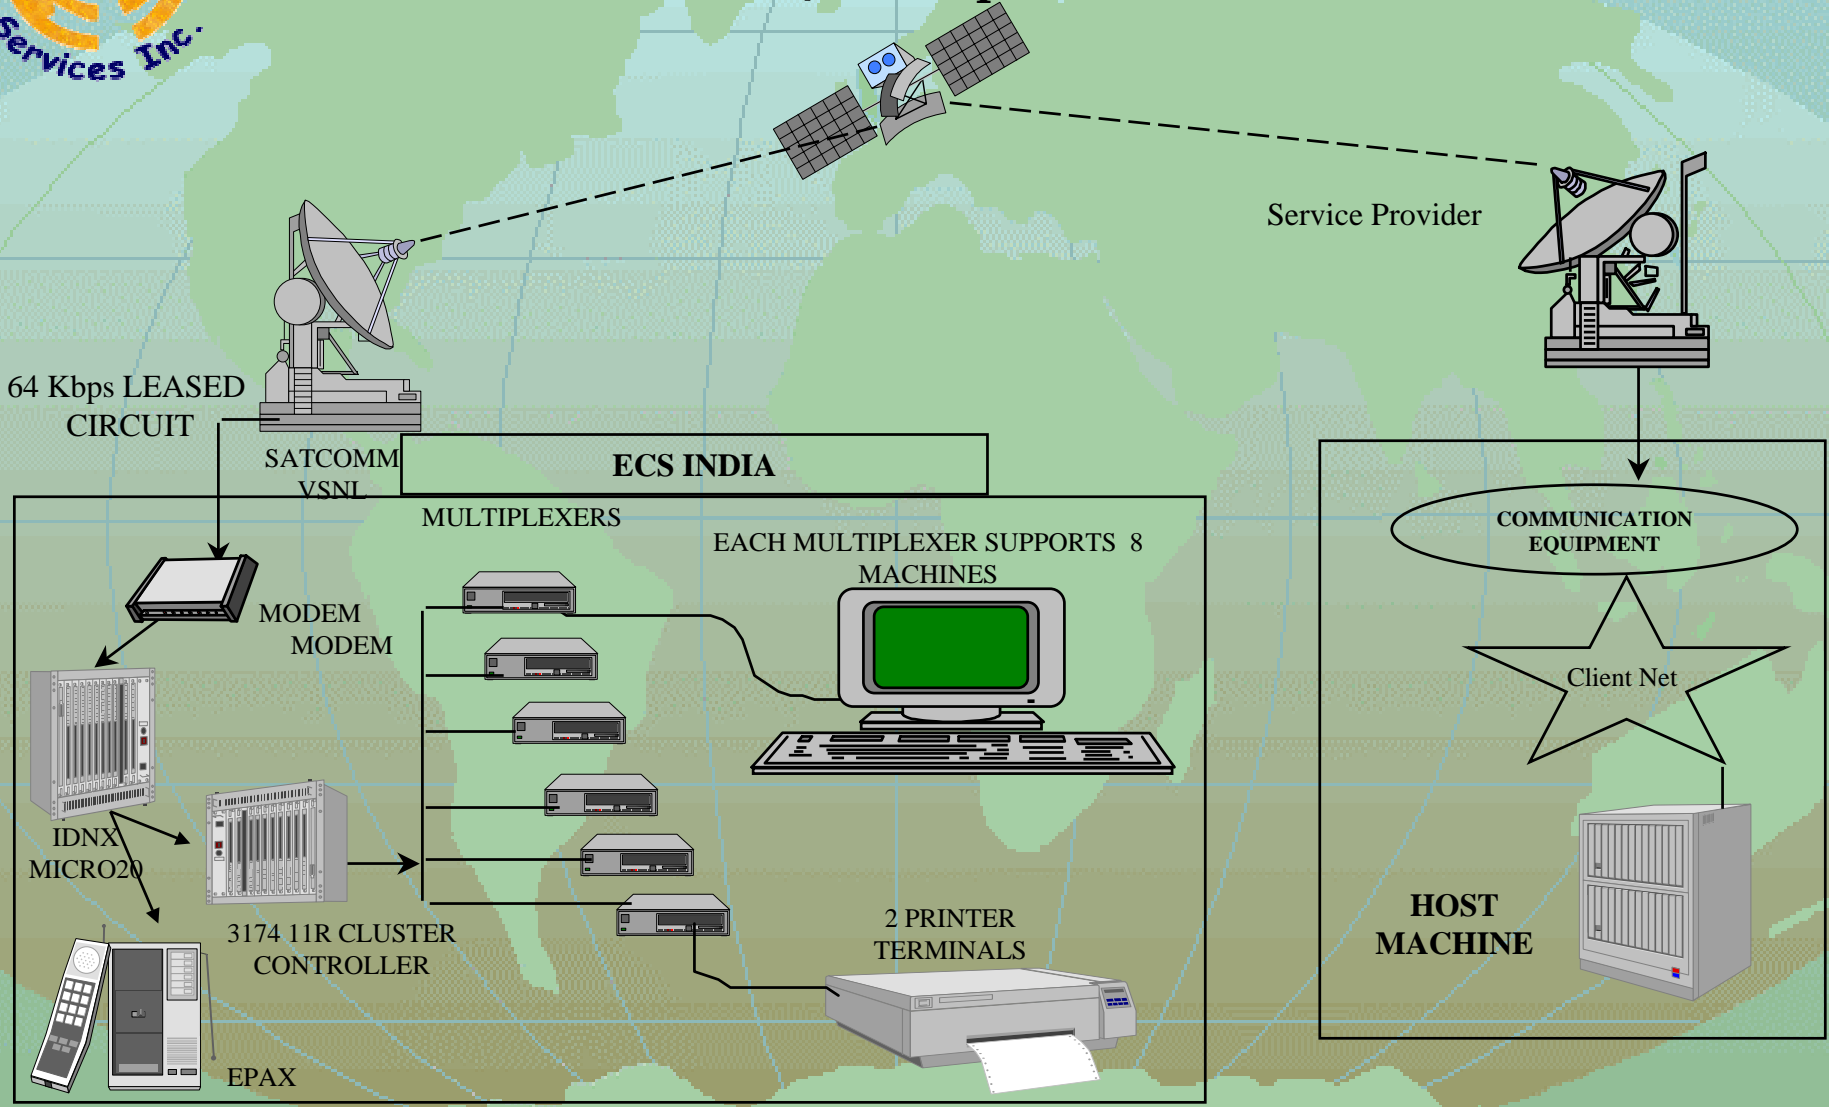 Services Inc.
Service Provider
64 Kbps LEASED
CIRCUIT
SATCOMM
VSNL
ECS INDIA
MULTIPLEXERS
EACH MULTIPLEXER SUPPORTS 8
MACHINES
COMMUNICATION
EQUIPMENT
MODEM
MODEM
Client Net
IDNX
MICRO20
3174 11R CLUSTER
CONTROLLER
2 PRINTER
TERMINALS
HOST
MACHINE
EPAX